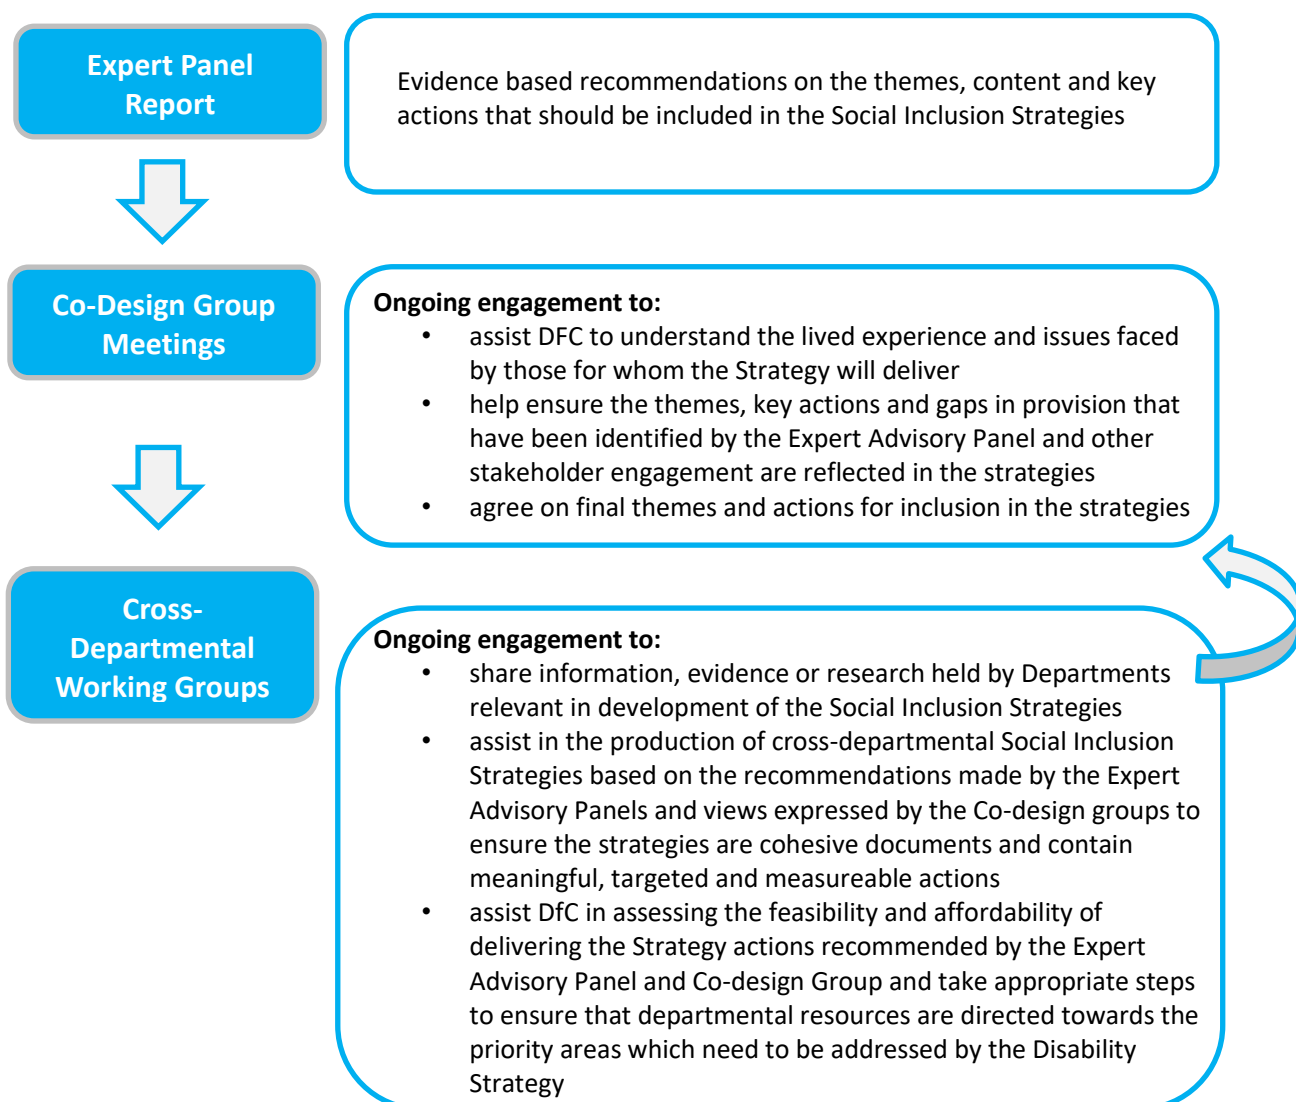 Expert Panel
Report
Evidence based recommendations on the themes, content and key
actions that should be included in the Social Inclusion Strategies
Co-Design Group
Meetings
Ongoing engagement to:
• assist DFC to understand the lived experience and issues faced
by those for whom the Strategy will deliver
• help ensure the themes, key actions and gaps in provision that
have been identified by the Expert Advisory Panel and other
stakeholder engagement are reflected in the strategies
• agree on final themes and actions for inclusion in the strategies
Cross-
Departmental
Working Groups
Ongoing engagement to:
• share information, evidence or research held by Departments
relevant in development of the Social Inclusion Strategies
• assist in the production of cross-departmental Social Inclusion
Strategies based on the recommendations made by the Expert
Advisory Panels and views expressed by the Co-design groups to
ensure the strategies are cohesive documents and contain
meaningful, targeted and measureable actions
• assist DfC in assessing the feasibility and affordability of
delivering the Strategy actions recommended by the Expert
Advisory Panel and Co-design Group and take appropriate steps
to ensure that departmental resources are directed towards the
priority areas which need to be addressed by the Disability
Strategy